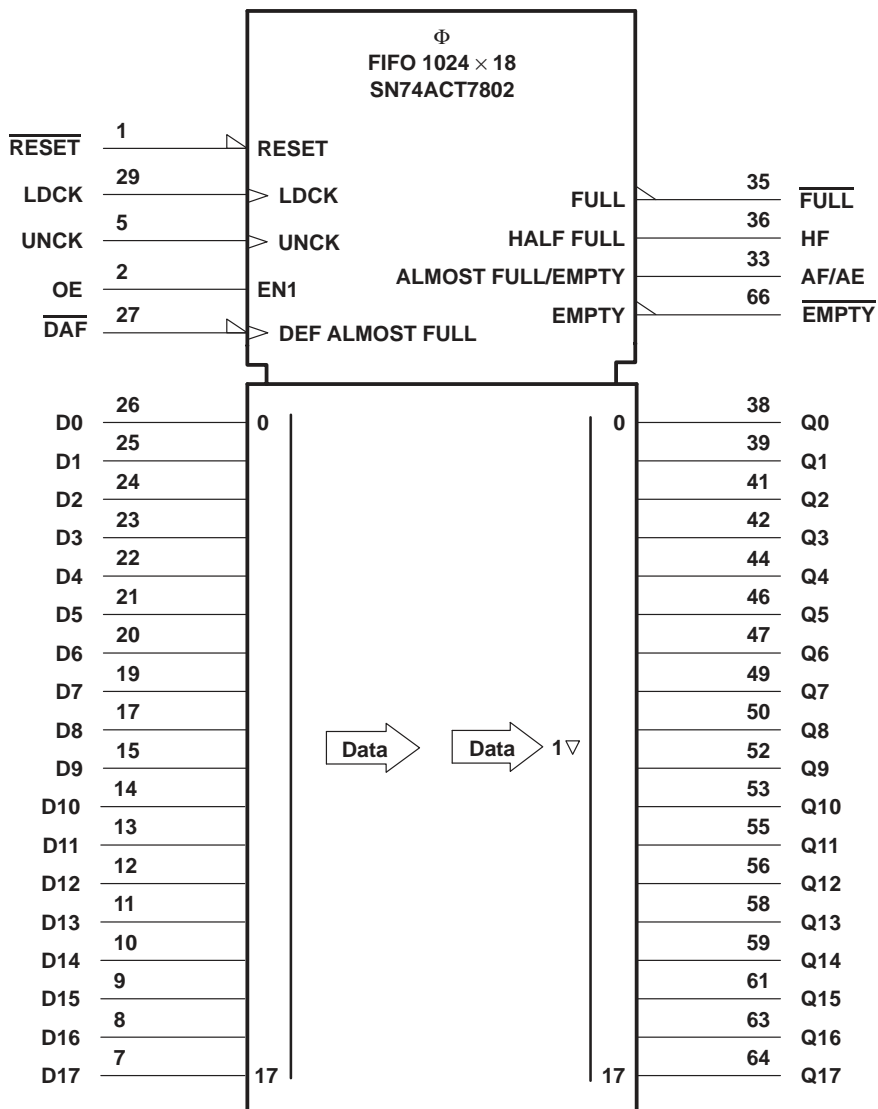 Φ
FIFO 1024 × 18
SN74ACT7802
RESET 1 RESET
LDCK 29 LDCK
UNCK 5 UNCK
OE 2 EN1
DAF 27 DEF ALMOST FULL
FULL 35 FULL
HALF FULL 36 HF
ALMOST FULL/EMPTY 33 AF/AE
EMPTY 66 EMPTY
D0 26 0
D1 25
D2 24
D3 23
D4 22
D5 21
D6 20
D7 19
D8 17
D9 15
D10 14
D11 13
D12 12
D13 11
D14 10
D15 9
D16 8
D17 7 17
Data
Data 1
0 38 Q0
39 Q1
41 Q2
42 Q3
44 Q4
46 Q5
47 Q6
49 Q7
50 Q8
52 Q9
53 Q10
55 Q11
56 Q12
58 Q13
59 Q14
61 Q15
63 Q16
17 64 Q17